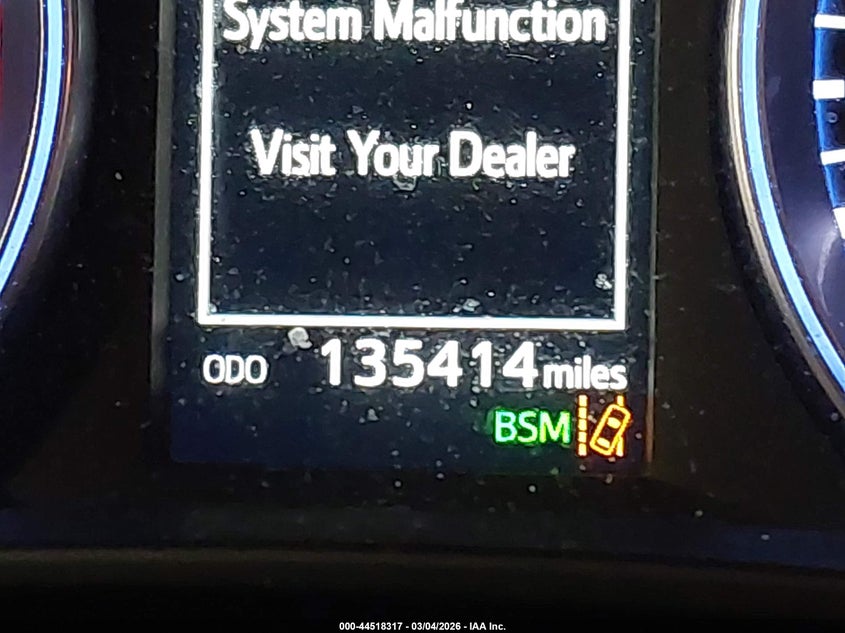 System Malfunction
Visit Your Dealer
ODO 135414 miles
BSM
000-44518317 - 03/04/2026 - IAA Inc.